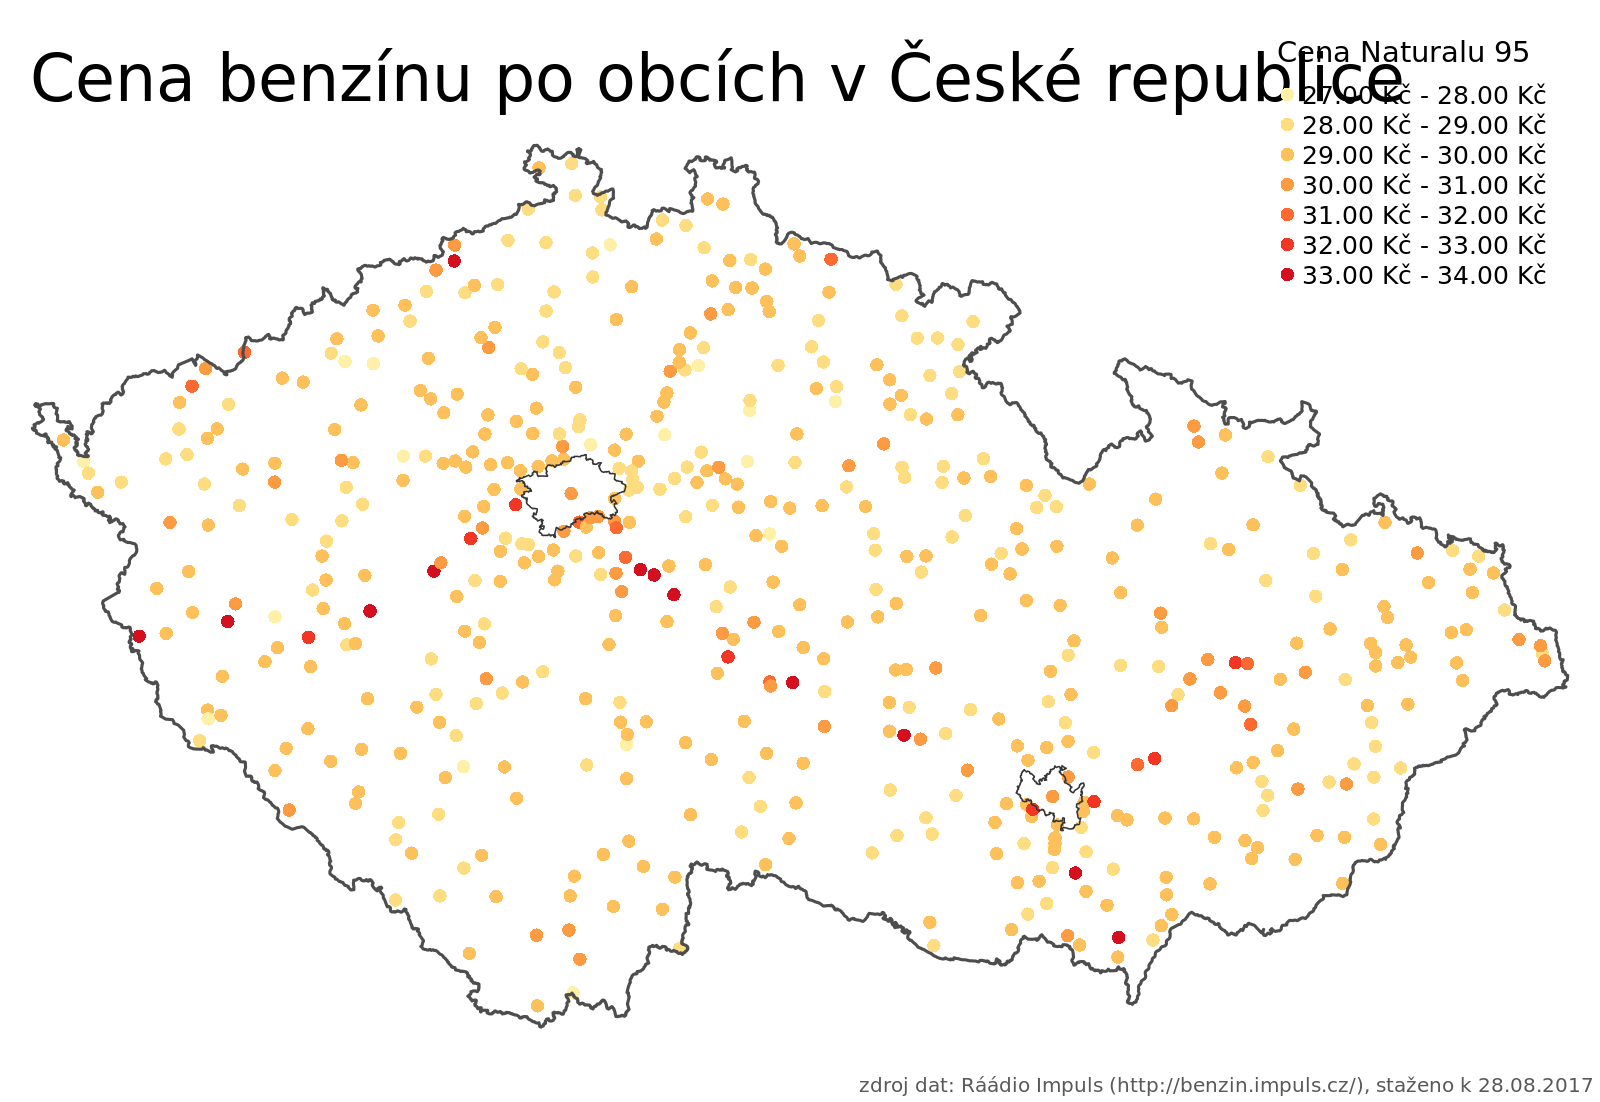 Cena benzínu po obcích v České republice
Cena Naturalu 95
27.00 Kč - 28.00 Kč
28.00 Kč - 29.00 Kč
29.00 Kč - 30.00 Kč
30.00 Kč - 31.00 Kč
31.00 Kč - 32.00 Kč
32.00 Kč - 33.00 Kč
33.00 Kč - 34.00 Kč
zdroj dat: Ráádio Impuls (http://benzin.impuls.cz/), staženo k 28.08.2017